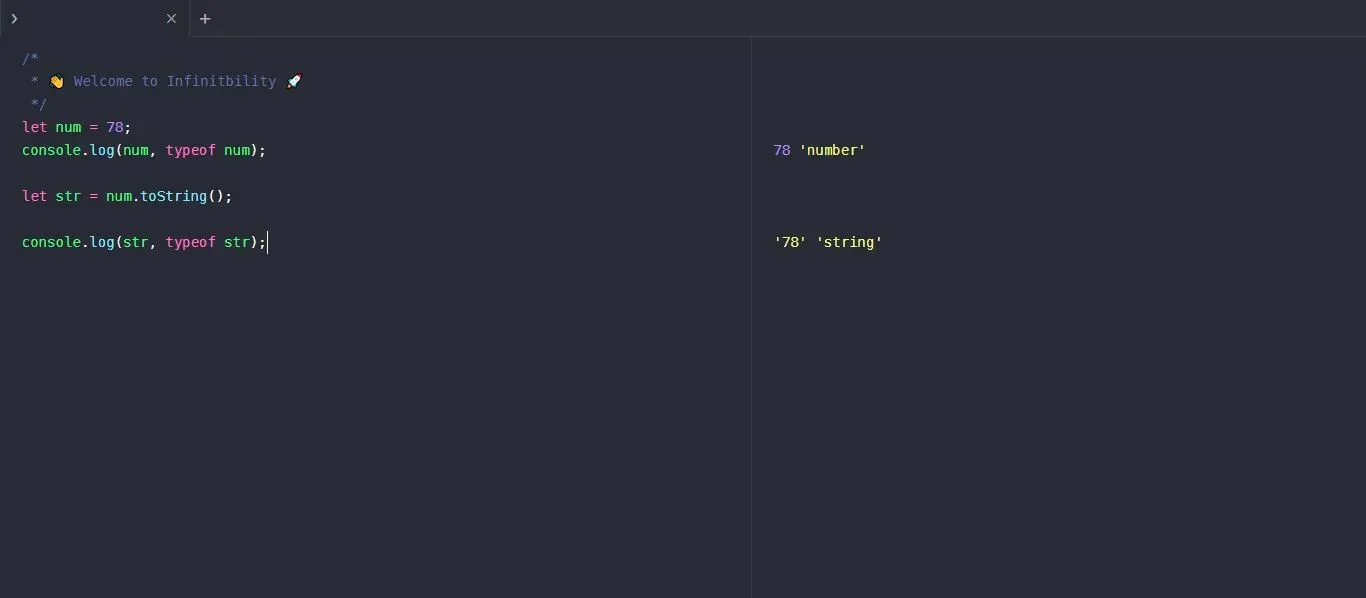 /*
 * 👋 Welcome to Infinitbility 🚀
 */
let num = 78;
console.log(num, typeof num);
78 'number'
let str = num.toString();
console.log(str, typeof str);
'78' 'string'